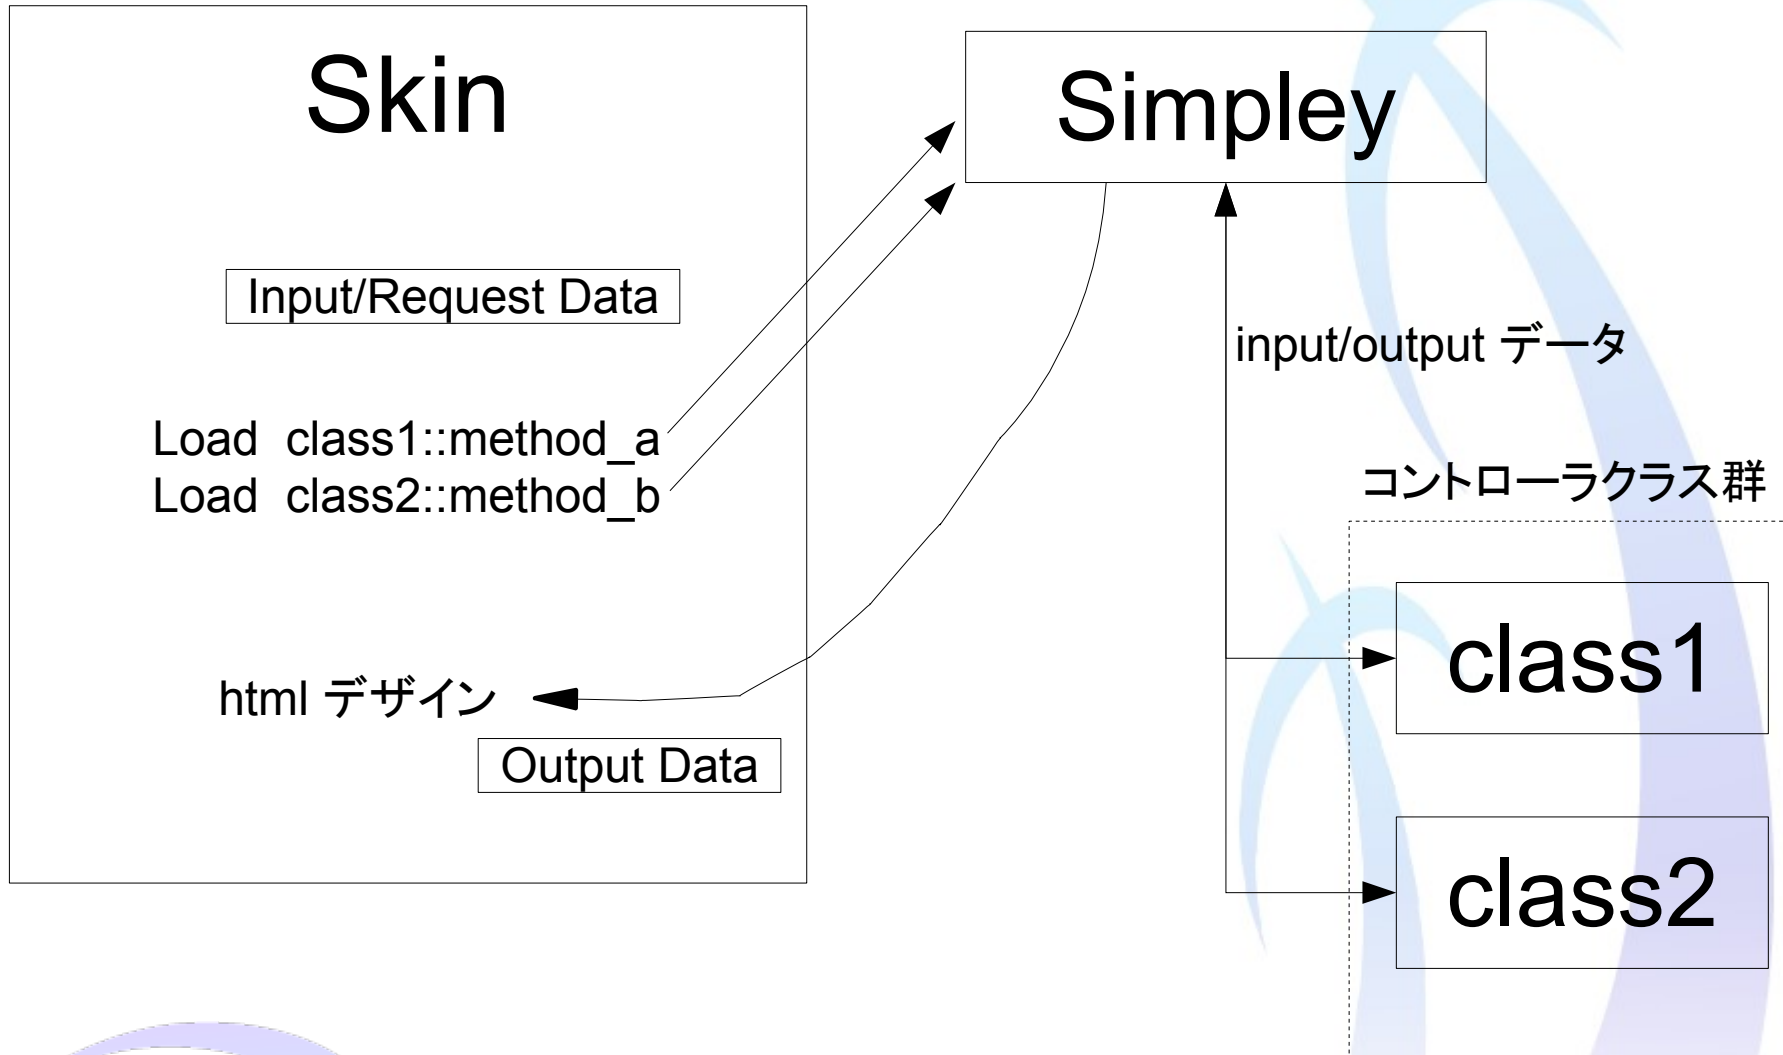 Skin
Input/Request Data
Load class1::method_a
Load class2::method_b
html デザイン
Output Data
Simpley
input/output データ
コントローラクラス群
class1
class2